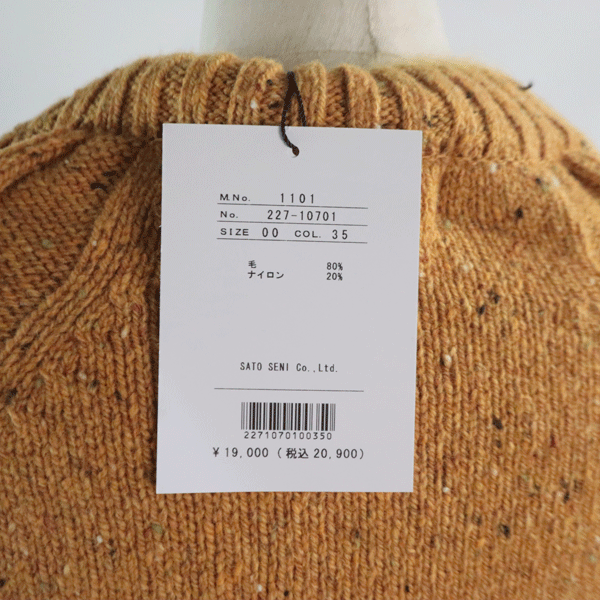 M.No. 1101
No. 227-10701
SIZE 00 COL. 35
毛 80%
ナイロン 20%
SATO SENI Co.,Ltd.
2271070100350
¥19,000(税込20,900)